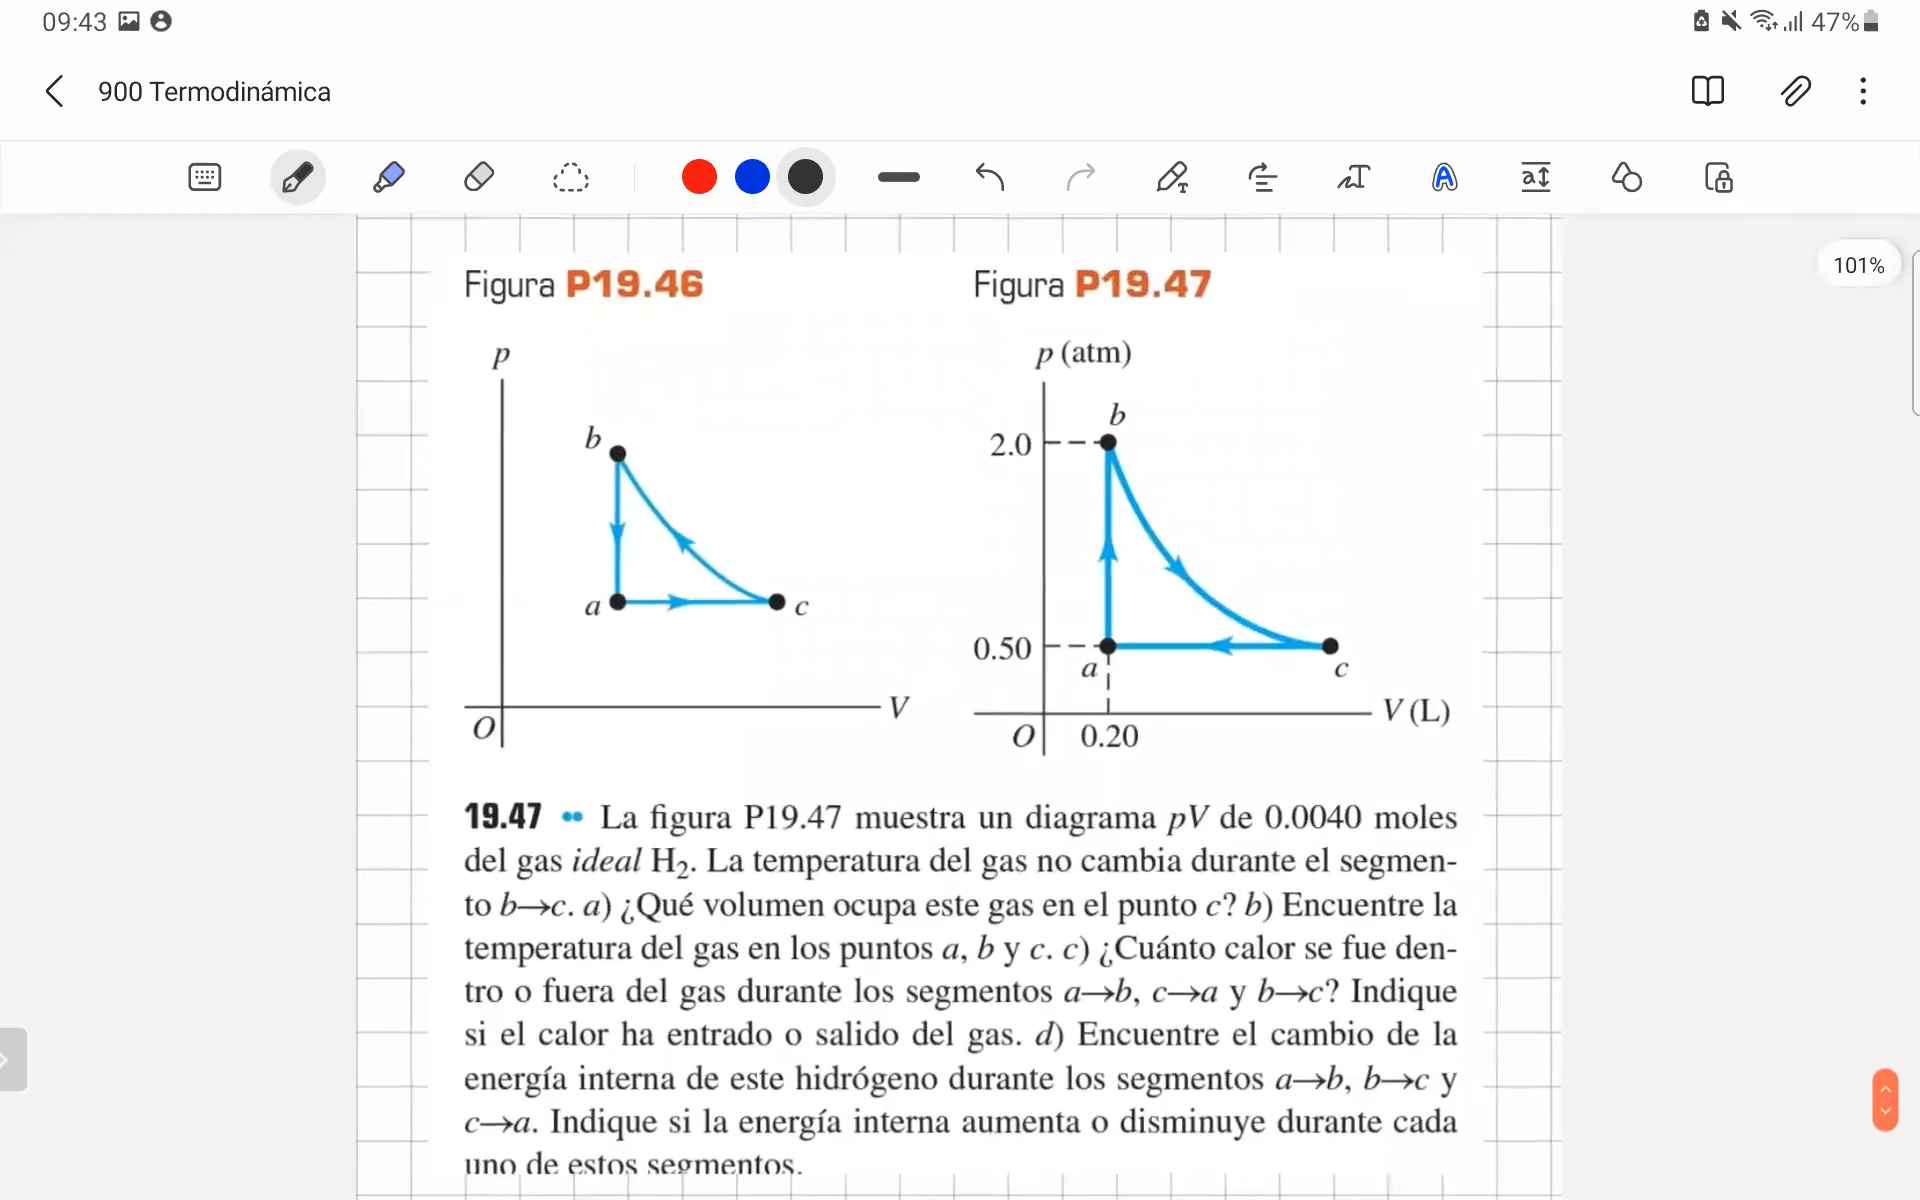 09:43
47%
900 Termodinámica
101%
Figura P19.46
Figura P19.47
p
b
a
c
V
O
p (atm)
b
2.0
0.50
a
c
V (L)
O
0.20
19.47 •• La figura P19.47 muestra un diagrama pV de 0.0040 moles
del gas ideal H₂. La temperatura del gas no cambia durante el segmen-
to b→c. a) ¿Qué volumen ocupa este gas en el punto c? b) Encuentre la
temperatura del gas en los puntos a, b y c. c) ¿Cuánto calor se fue den-
tro o fuera del gas durante los segmentos a→b, c→a y b→c? Indique
si el calor ha entrado o salido del gas. d) Encuentre el cambio de la
energía interna de este hidrógeno durante los segmentos a→b, b→c y
c→a. Indique si la energía interna aumenta o disminuye durante cada
uno de estos segmentos.